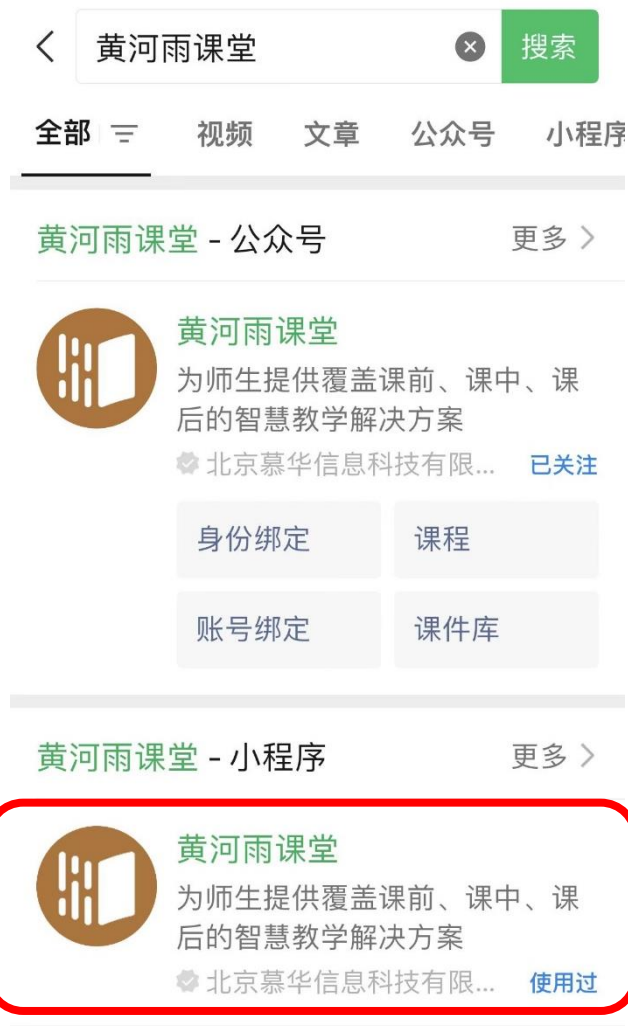 黄河雨课堂 搜索
全部 视频 文章 公众号 小程序
黄河雨课堂 - 公众号 更多
黄河雨课堂
为师生提供覆盖课前、课中、课
后的智慧教学解决方案
北京慕华信息科技有限... 已关注
身份绑定 课程
账号绑定 课件库
黄河雨课堂 - 小程序 更多
黄河雨课堂
为师生提供覆盖课前、课中、课
后的智慧教学解决方案
北京慕华信息科技有限... 使用过